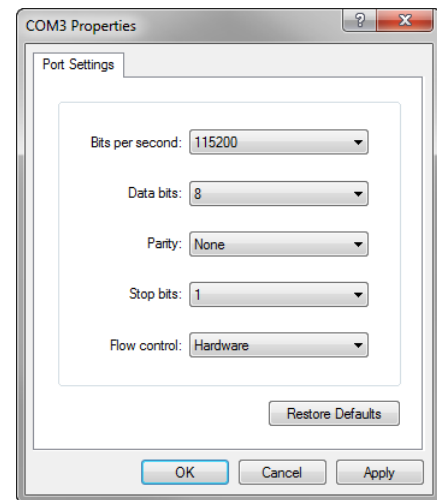 COM3 Properties
Port Settings
Bits per second: 115200
Data bits: 8
Parity: None
Stop bits: 1
Flow control: Hardware
Restore Defaults
OK Cancel Apply